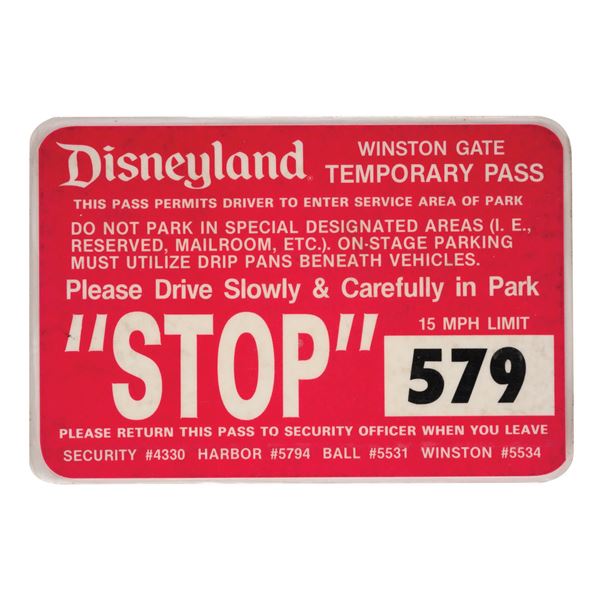 Disneyland
WINSTON GATE
TEMPORARY PASS
THIS PASS PERMITS DRIVER TO ENTER SERVICE AREA OF PARK
DO NOT PARK IN SPECIAL DESIGNATED AREAS (I. E.,
RESERVED, MAILROOM, ETC.). ON-STAGE PARKING
MUST UTILIZE DRIP PANS BENEATH VEHICLES.
Please Drive Slowly & Carefully in Park
"STOP"
15 MPH LIMIT
579
PLEASE RETURN THIS PASS TO SECURITY OFFICER WHEN YOU LEAVE
SECURITY #4330 HARBOR #5794 BALL #5531 WINSTON #5534